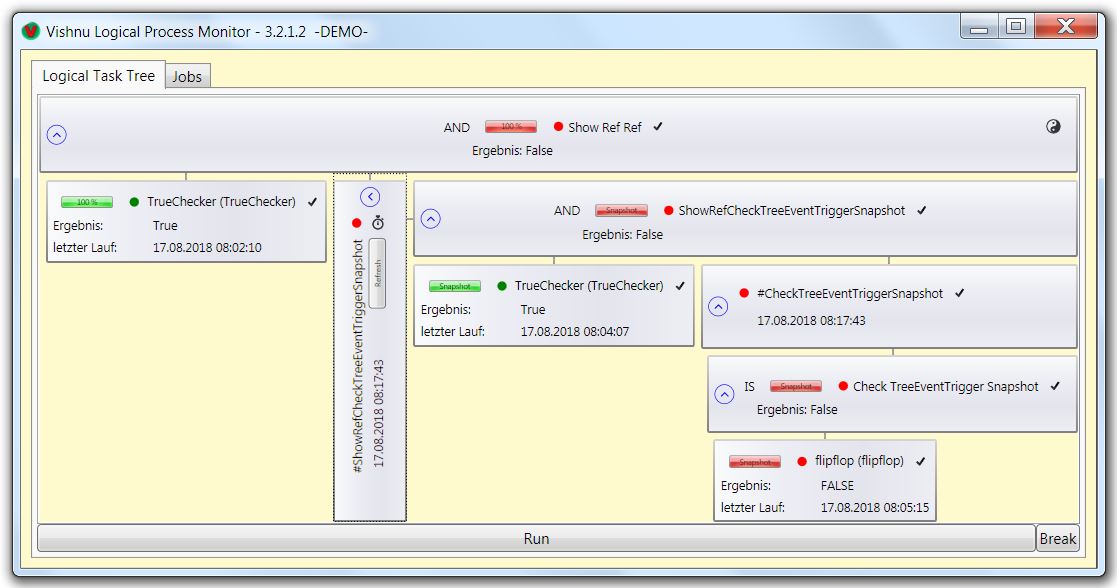 Vishnu Logical Process Monitor - 3.2.1.2 -DEMO-
Logical Task Tree
Jobs
AND 100 % Show Ref Ref
Ergebnis: False
100 % TrueChecker (TrueChecker)
Ergebnis: True
letzter Lauf: 17.08.2018 08:02:10
#ShowRefCheckTreeEventTriggerSnapshot
Refresh
17.08.2018 08:17:43
AND Snapshot ShowRefCheckTreeEventTriggerSnapshot
Ergebnis: False
Snapshot TrueChecker (TrueChecker)
Ergebnis: True
letzter Lauf: 17.08.2018 08:04:07
#CheckTreeEventTriggerSnapshot
17.08.2018 08:17:43
IS Snapshot Check TreeEventTrigger Snapshot
Ergebnis: False
Snapshot flipflop (flipflop)
Ergebnis: FALSE
letzter Lauf: 17.08.2018 08:05:15
Run
Break